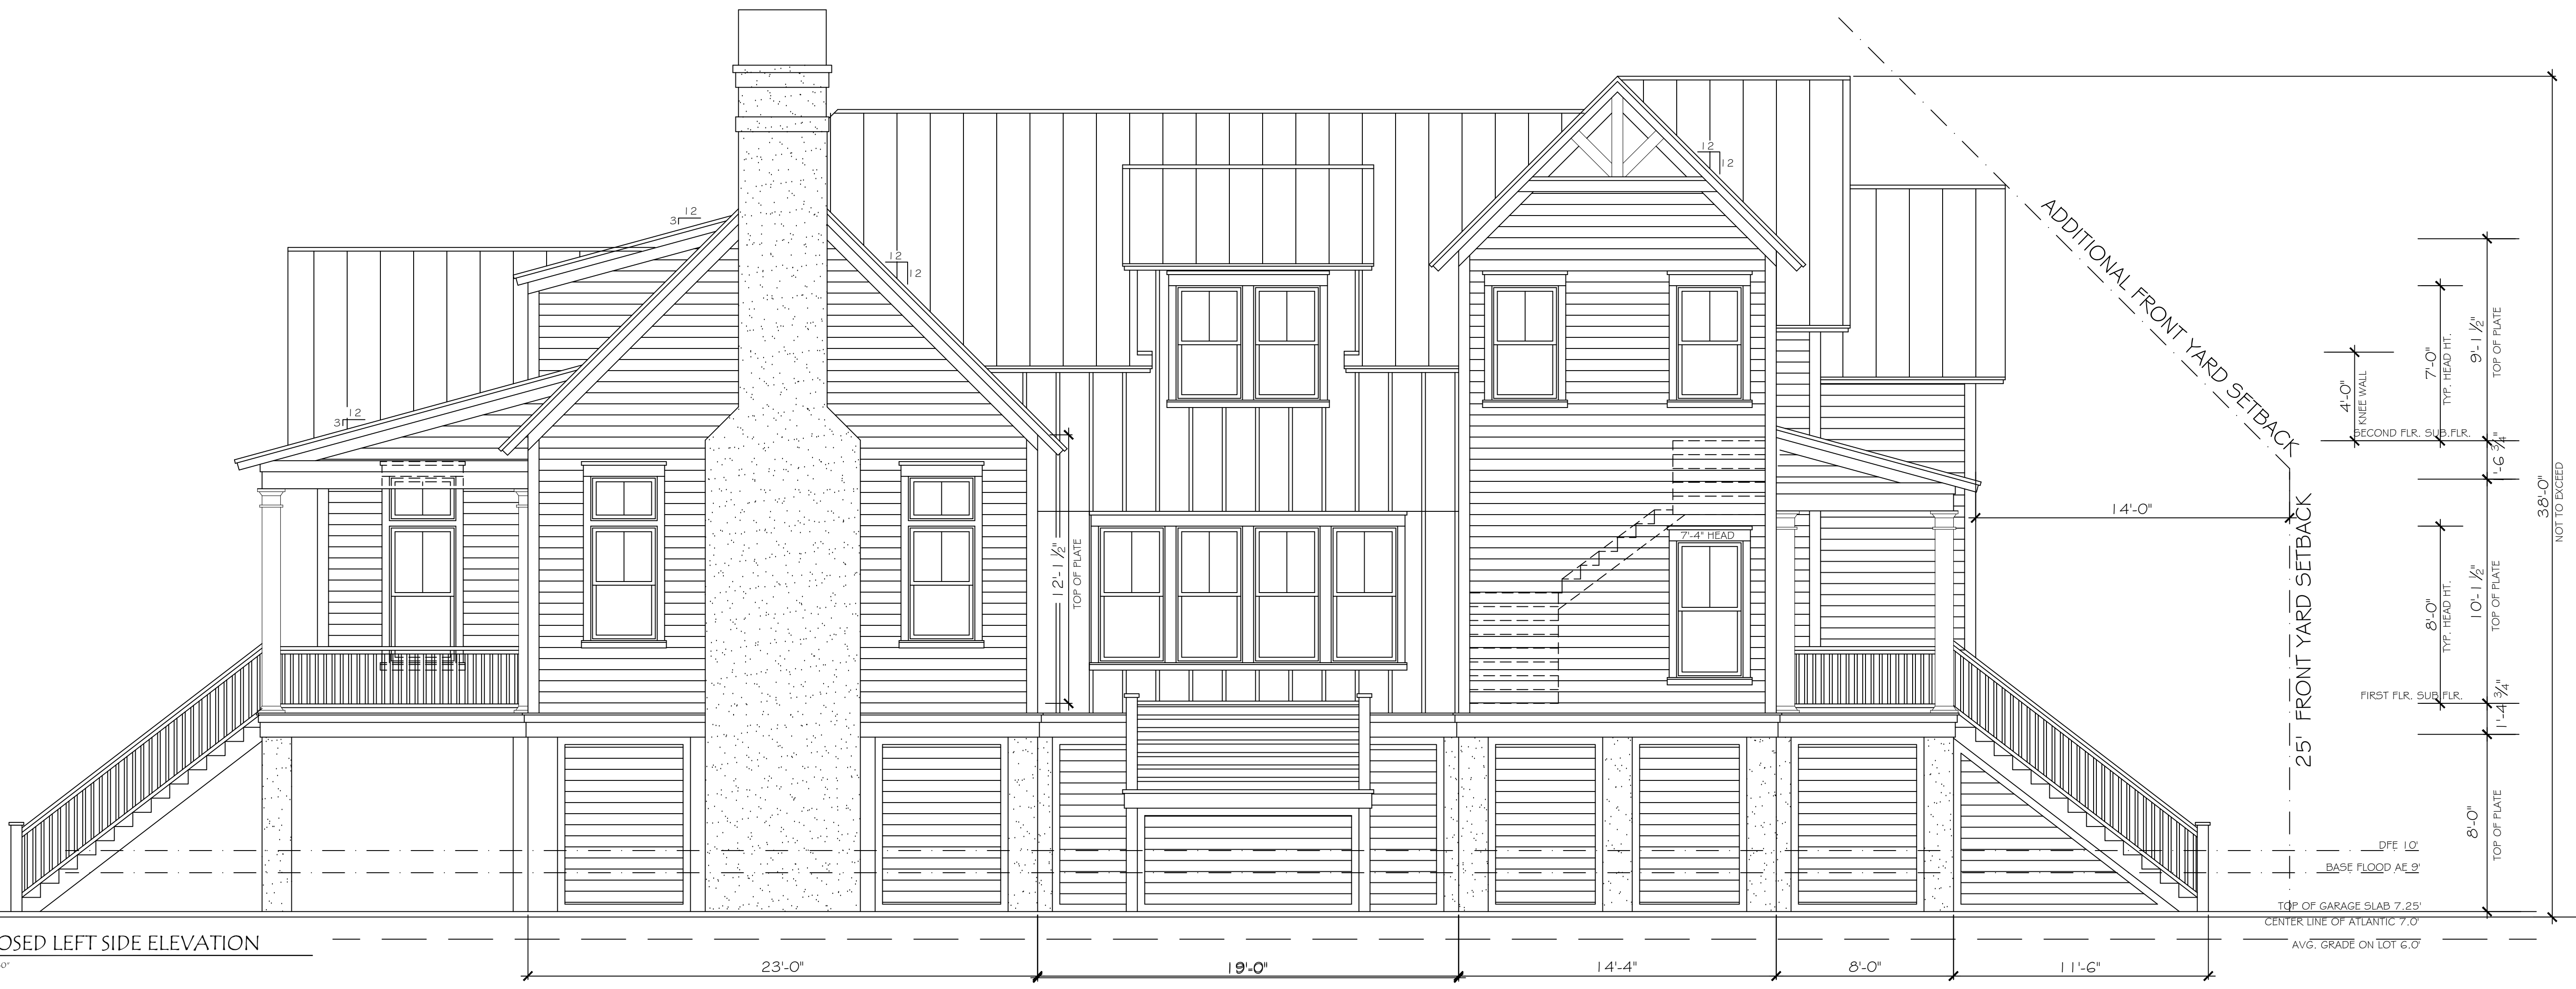 12
12
12
3
12
12
12
3
ADDITIONAL FRONT YARD SETBACK
9'-1 ½"
TOP OF PLATE
7'-0"
TYP. HEAD HT.
4'-0"
KNEE WALL
SECOND FLR. SUB.FLR.
'-6 ¾"
38'-0"
NOT TO EXCEED
14'-0"
25' FRONT YARD SETBACK
12'-1 ½"
TOP OF PLATE
7'-4" HEAD
8'-0"
TYP. HEAD HT.
10'-1 ½"
TOP OF PLATE
FIRST FLR. SUB.FLR.
1'-4 ¾"
8'-0"
TOP OF PLATE
DFE 10'
BASE FLOOD AE 9'
TOP OF GARAGE SLAB 7.25'
CENTER LINE OF ATLANTIC 7.0'
AVG. GRADE ON LOT 6.0'
OSED LEFT SIDE ELEVATION
0"
23'-0"
19'-0"
14'-4"
8'-0"
11'-6"